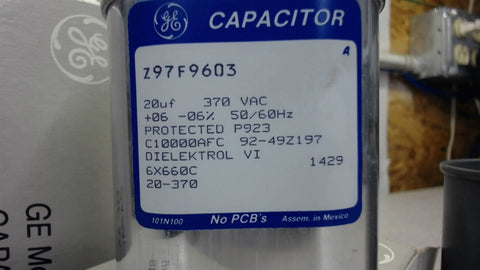 GE CAPACITOR
A
Z97F9603
20uf 370 VAC
+06 -06% 50/60Hz
PROTECTED P923
C10000AFC 92-49Z197
DIELEKTROL VI 1429
6X660C
20-370
101N100 No PCB's Assem. in Mexico
GE